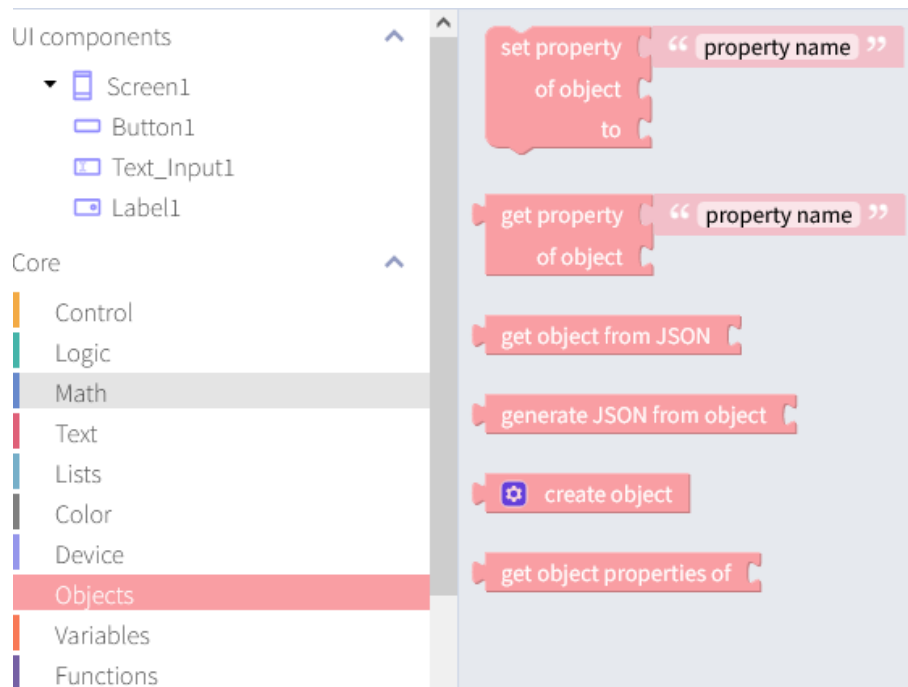 UI components
Screen1
Button1
Text_Input1
Label1
Core
Control
Logic
Math
Text
Lists
Color
Device
Objects
Variables
Functions
set property “ property name ”
of object
to
get property “ property name ”
of object
get object from JSON
generate JSON from object
create object
get object properties of